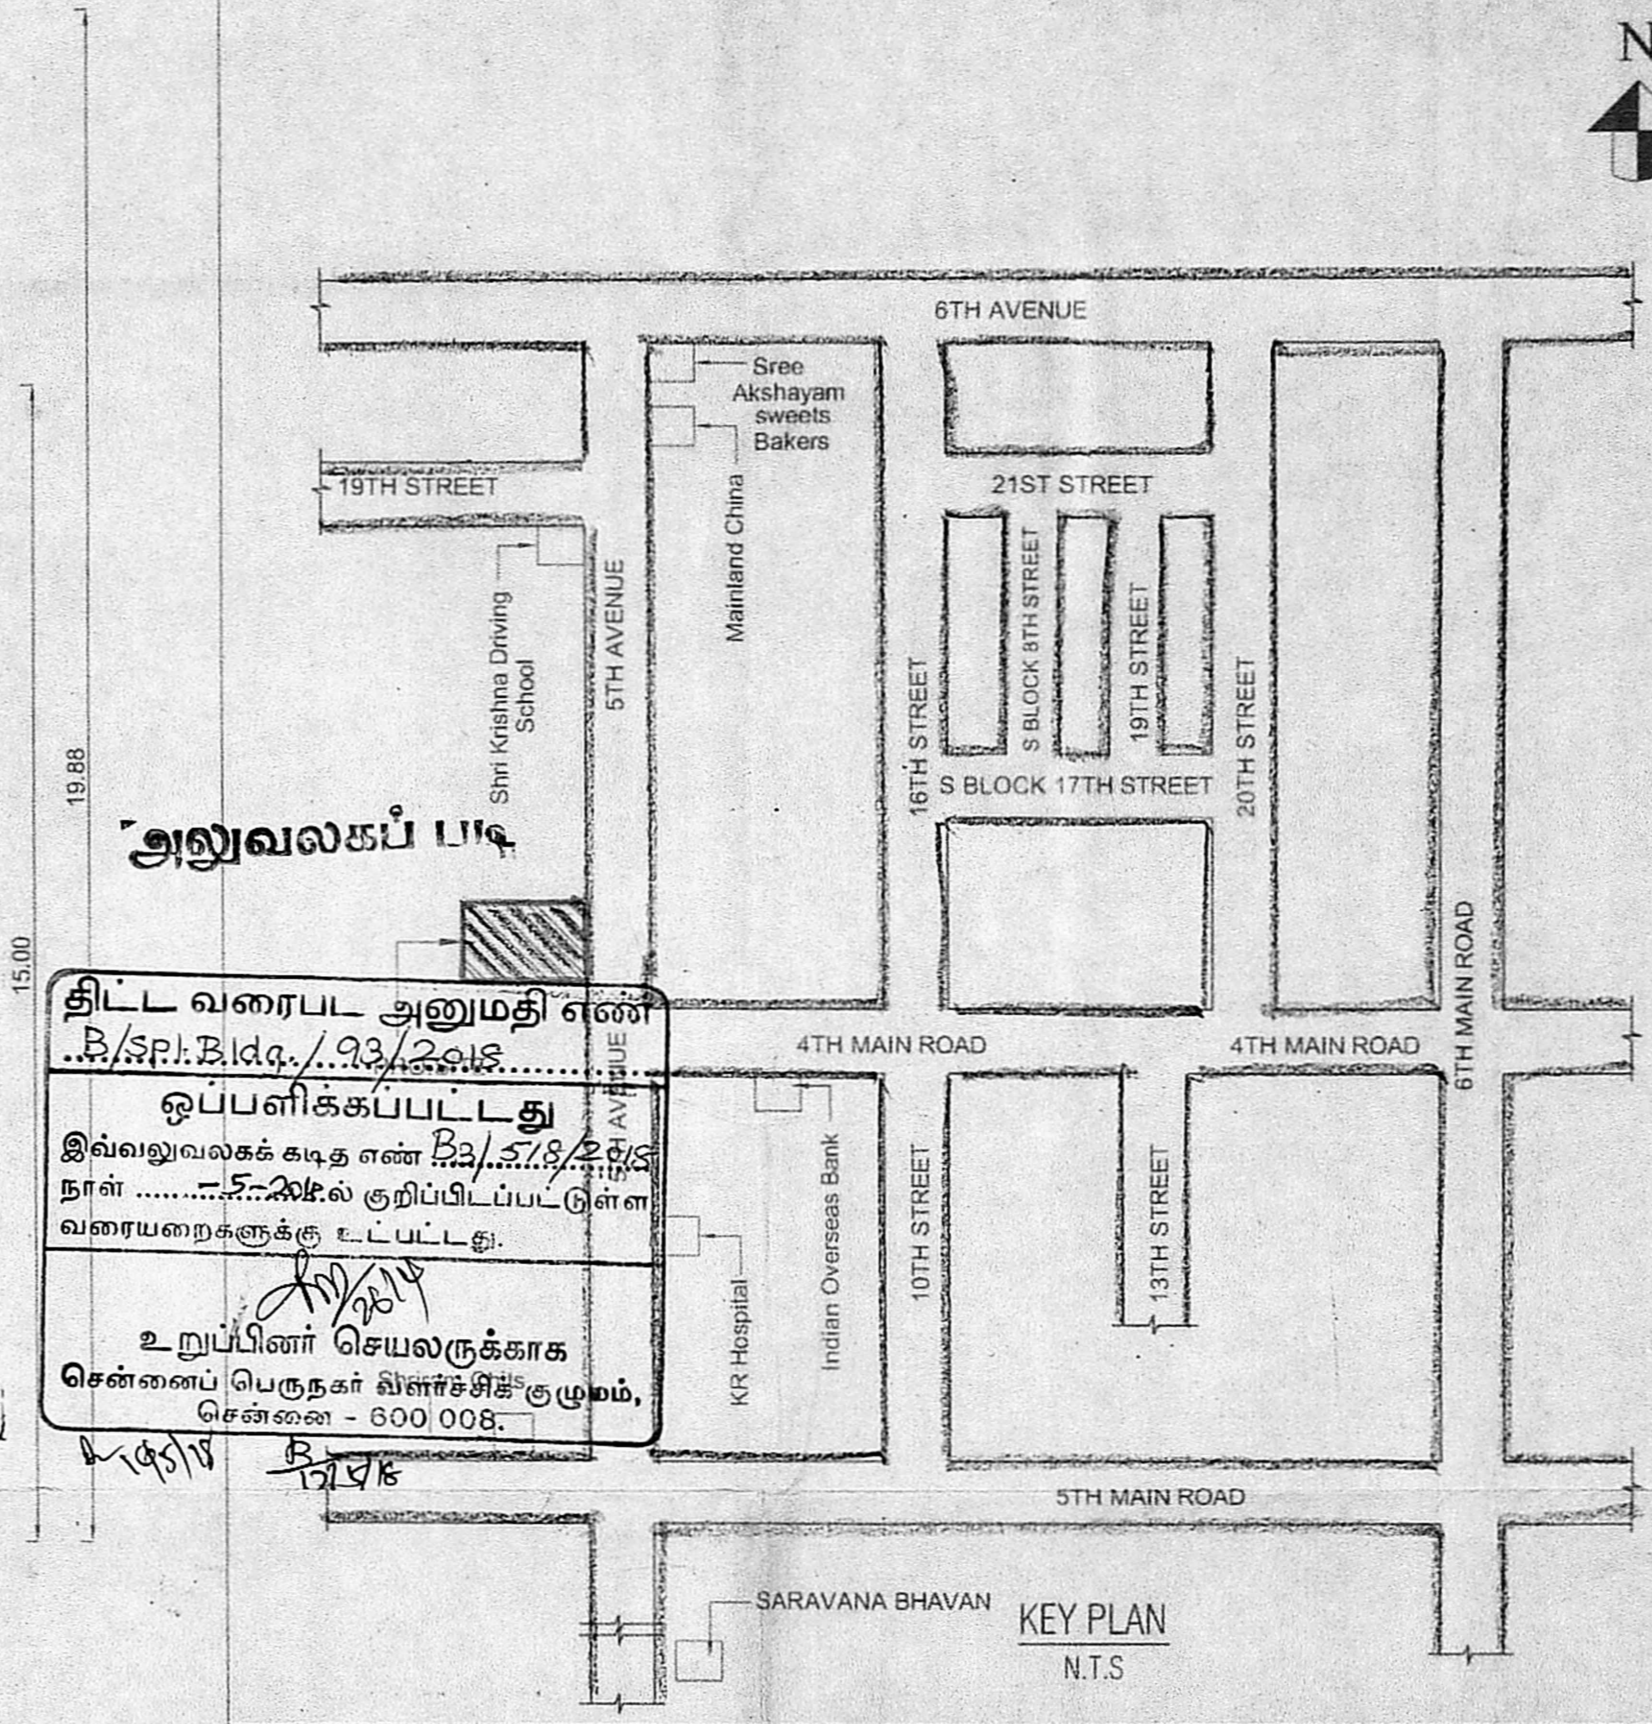 N
6TH AVENUE
Sree
Akshayam
sweets
Bakers
19TH STREET
21ST STREET
Mainland China
Shri Krishna Driving
School
5TH AVENUE
S BLOCK 8TH STREET
19TH STREET
16TH STREET
20TH STREET
S BLOCK 17TH STREET
19.88
15.00
அலுவலகப் படி
திட்ட வரைபட அனுமதி எண்
B/Spl.Bldg./93/2018
ஒப்பளிக்கப்பட்டது
இவ்வலுவலகக் கடித எண் B3/518/2018
நாள் -5-2018ல் குறிப்பிடப்பட்டுள்ள
வரையறைகளுக்கு உட்பட்டது.
உறுப்பினர் செயலருக்காக
சென்னைப் பெருநகர் வளர்ச்சிக் குழுமம்,
சென்னை - 600 008.
5TH AVENUE
4TH MAIN ROAD
4TH MAIN ROAD
6TH MAIN ROAD
Indian Overseas Bank
KR Hospital
10TH STREET
13TH STREET
5TH MAIN ROAD
SARAVANA BHAVAN
KEY PLAN
N.T.S